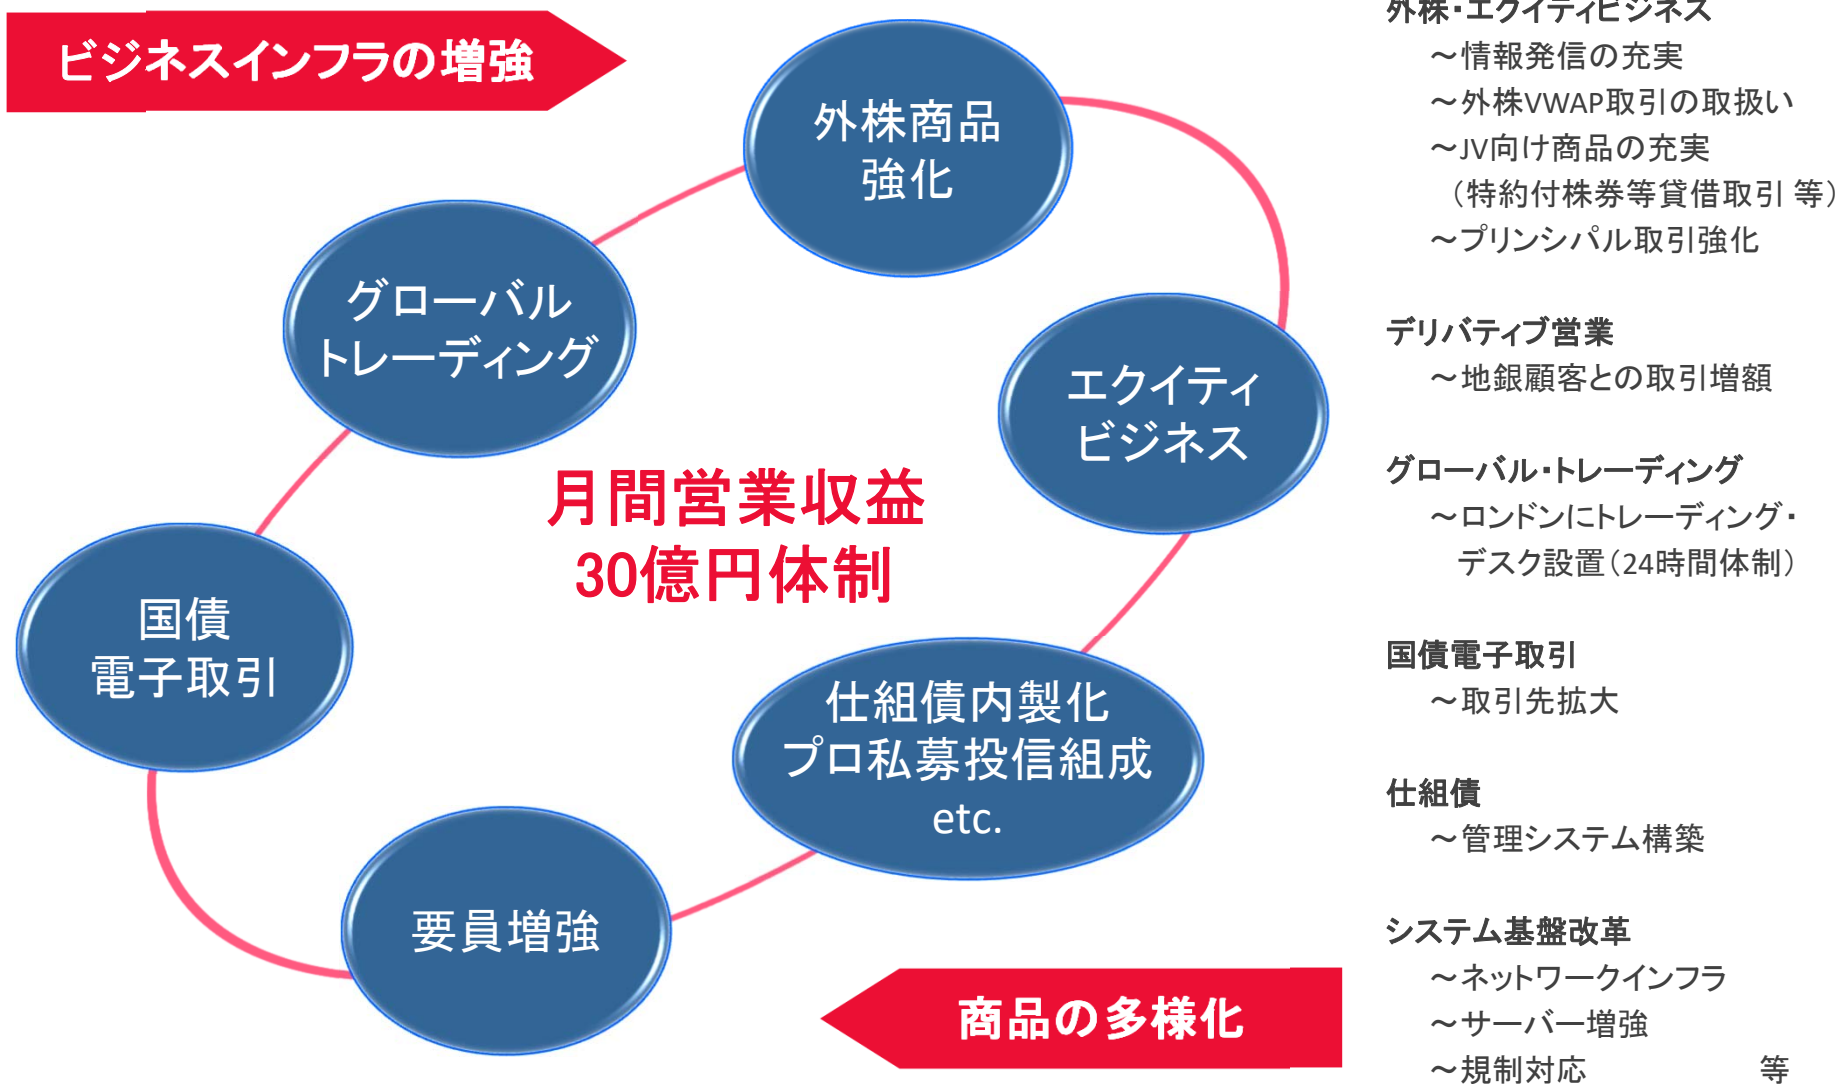 ビジネスインフラの増強
外株商品
強化
グローバル
トレーディング
エクイティ
ビジネス
月間営業収益
30億円体制
国債
電子取引
仕組債内製化
プロ私募投信組成
etc.
要員増強
商品の多様化
外株・エクイティビジネス
～情報発信の充実
～外株VWAP取引の取扱い
～JV向け商品の充実
（特約付株券等貸借取引 等）
～プリンシパル取引強化
デリバティブ営業
～地銀顧客との取引増額
グローバル・トレーディング
～ロンドンにトレーディング・
デスク設置（24時間体制）
国債電子取引
～取引先拡大
仕組債
～管理システム構築
システム基盤改革
～ネットワークインフラ
～サーバー増強
～規制対応 等